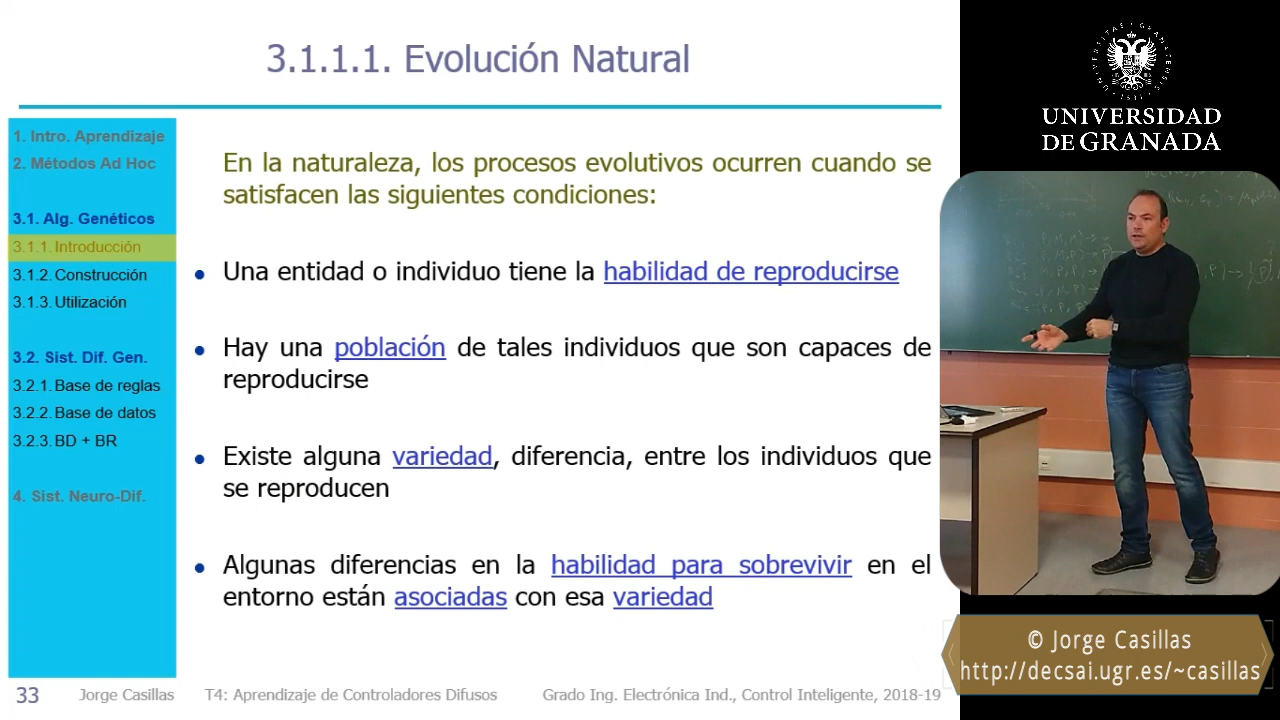 3.1.1.1. Evolución Natural
1. Intro. Aprendizaje
2. Métodos Ad Hoc
3.1. Alg. Genéticos
3.1.1. Introducción
3.1.2. Construcción
3.1.3. Utilización
3.2. Sist. Dif. Gen.
3.2.1. Base de reglas
3.2.2. Base de datos
3.2.3. BD + BR
4. Sist. Neuro-Dif.
En la naturaleza, los procesos evolutivos ocurren cuando se
satisfacen las siguientes condiciones:
Una entidad o individuo tiene la habilidad de reproducirse
Hay una población de tales individuos que son capaces de
reproducirse
Existe alguna variedad, diferencia, entre los individuos que
se reproducen
Algunas diferencias en la habilidad para sobrevivir en el
entorno están asociadas con esa variedad
33 Jorge Casillas T4: Aprendizaje de Controladores Difusos Grado Ing. Electrónica Ind., Control Inteligente, 2018-19
UNIVERSIDAD
DE GRANADA
© Jorge Casillas
http://decsai.ugr.es/~casillas